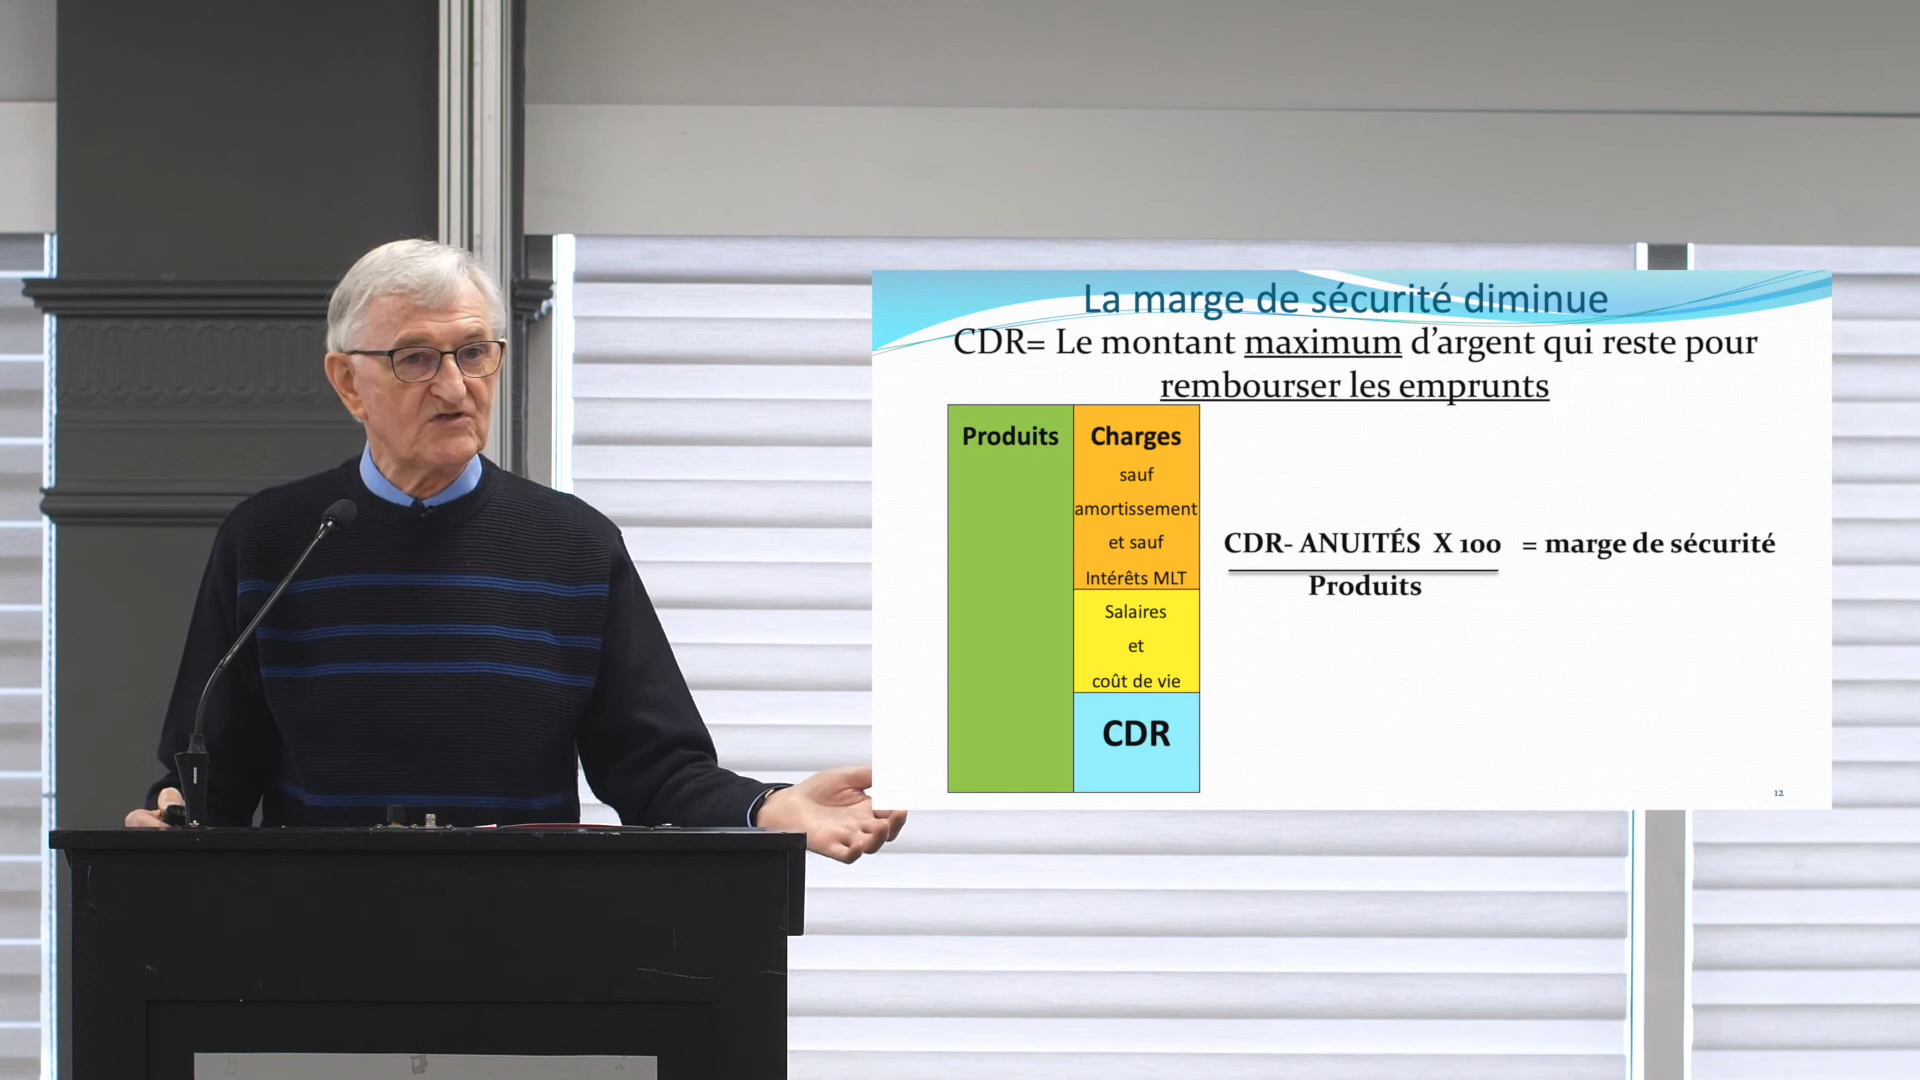 La marge de sécurité diminue
CDR= Le montant maximum d’argent qui reste pour
rembourser les emprunts
Produits
Charges
sauf
amortissement
et sauf
Intérêts MLT
Salaires
et
coût de vie
CDR
CDR- ANUITÉS X 100 = marge de sécurité
Produits
12